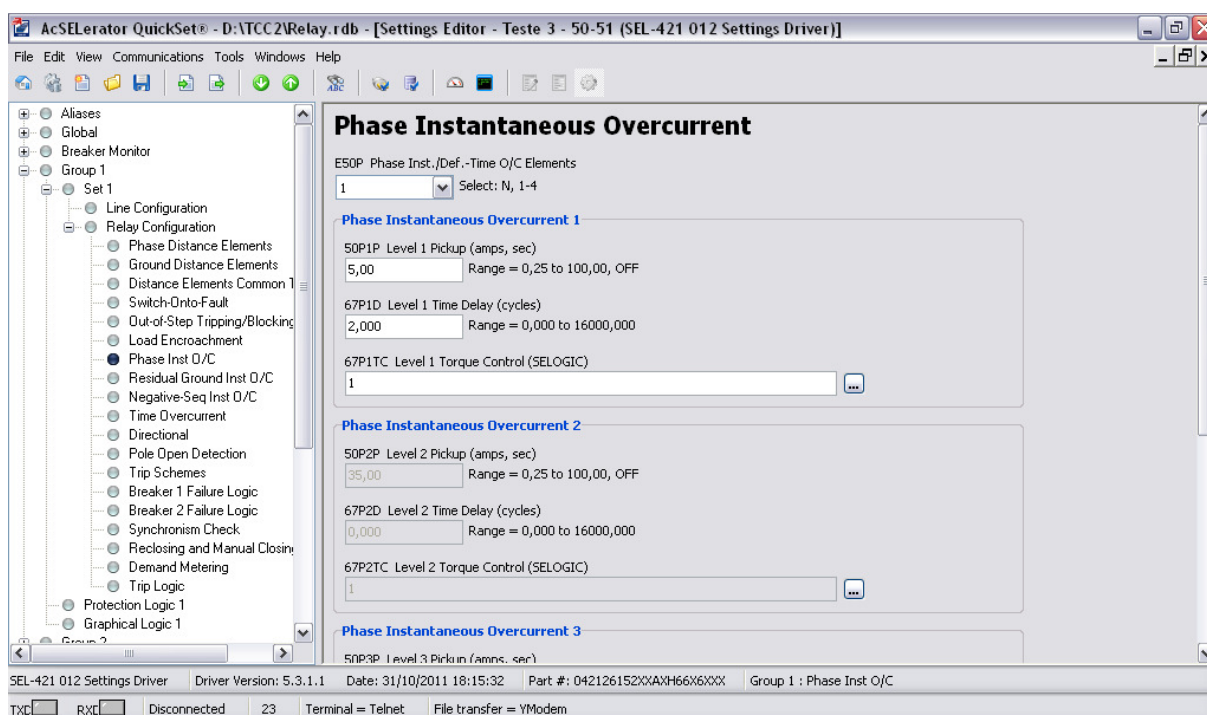 AcSELerator QuickSet® - D:\TCC2\Relay.rdb - [Settings Editor - Teste 3 - 50-51 (SEL-421 012 Settings Driver)]
File Edit View Communications Tools Windows Help
Aliases
Global
Breaker Monitor
Group 1
Set 1
Line Configuration
Relay Configuration
Phase Distance Elements
Ground Distance Elements
Distance Elements Common
Switch-Onto-Fault
Out-of-Step Tripping/Blocking
Load Encroachment
Phase Inst O/C
Residual Ground Inst O/C
Negative-Seq Inst O/C
Time Overcurrent
Directional
Pole Open Detection
Trip Schemes
Breaker 1 Failure Logic
Breaker 2 Failure Logic
Synchronism Check
Reclosing and Manual Closing
Demand Metering
Trip Logic
Protection Logic 1
Graphical Logic 1
Group 2
Phase Instantaneous Overcurrent
E50P Phase Inst./Def.-Time O/C Elements
1 Select: N, 1-4
Phase Instantaneous Overcurrent 1
50P1P Level 1 Pickup (amps, sec)
5,00 Range = 0,25 to 100,00, OFF
67P1D Level 1 Time Delay (cycles)
2,000 Range = 0,000 to 16000,000
67P1TC Level 1 Torque Control (SELOGIC)
1 ...
Phase Instantaneous Overcurrent 2
50P2P Level 2 Pickup (amps, sec)
35,00 Range = 0,25 to 100,00, OFF
67P2D Level 2 Time Delay (cycles)
0,000 Range = 0,000 to 16000,000
67P2TC Level 2 Torque Control (SELOGIC)
1 ...
Phase Instantaneous Overcurrent 3
50P3P Level 3 Pickup (amps, sec)
SEL-421 012 Settings Driver Driver Version: 5.3.1.1 Date: 31/10/2011 18:15:32 Part #: 042126152XXAXH66X6XXX Group 1 : Phase Inst O/C
TXD RXD Disconnected 23 Terminal = Telnet File transfer = YModem